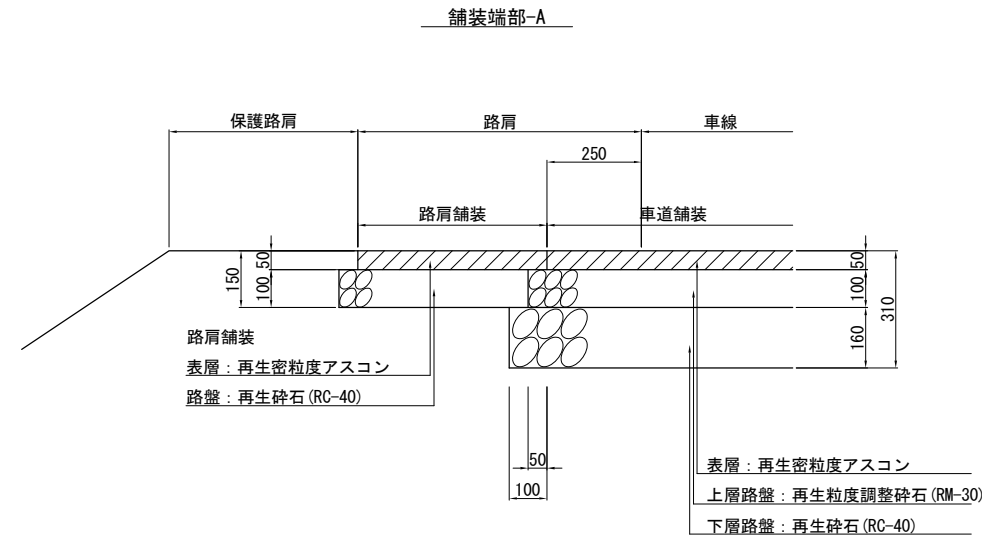 舗装端部-A
保護路肩
路肩
車線
250
路肩舗装
車道舗装
150
50
100
50
100
160
310
路肩舗装
表層：再生密粒度アスコン
路盤：再生砕石(RC-40)
50
100
表層：再生密粒度アスコン
上層路盤：再生粒度調整砕石(RM-30)
下層路盤：再生砕石(RC-40)